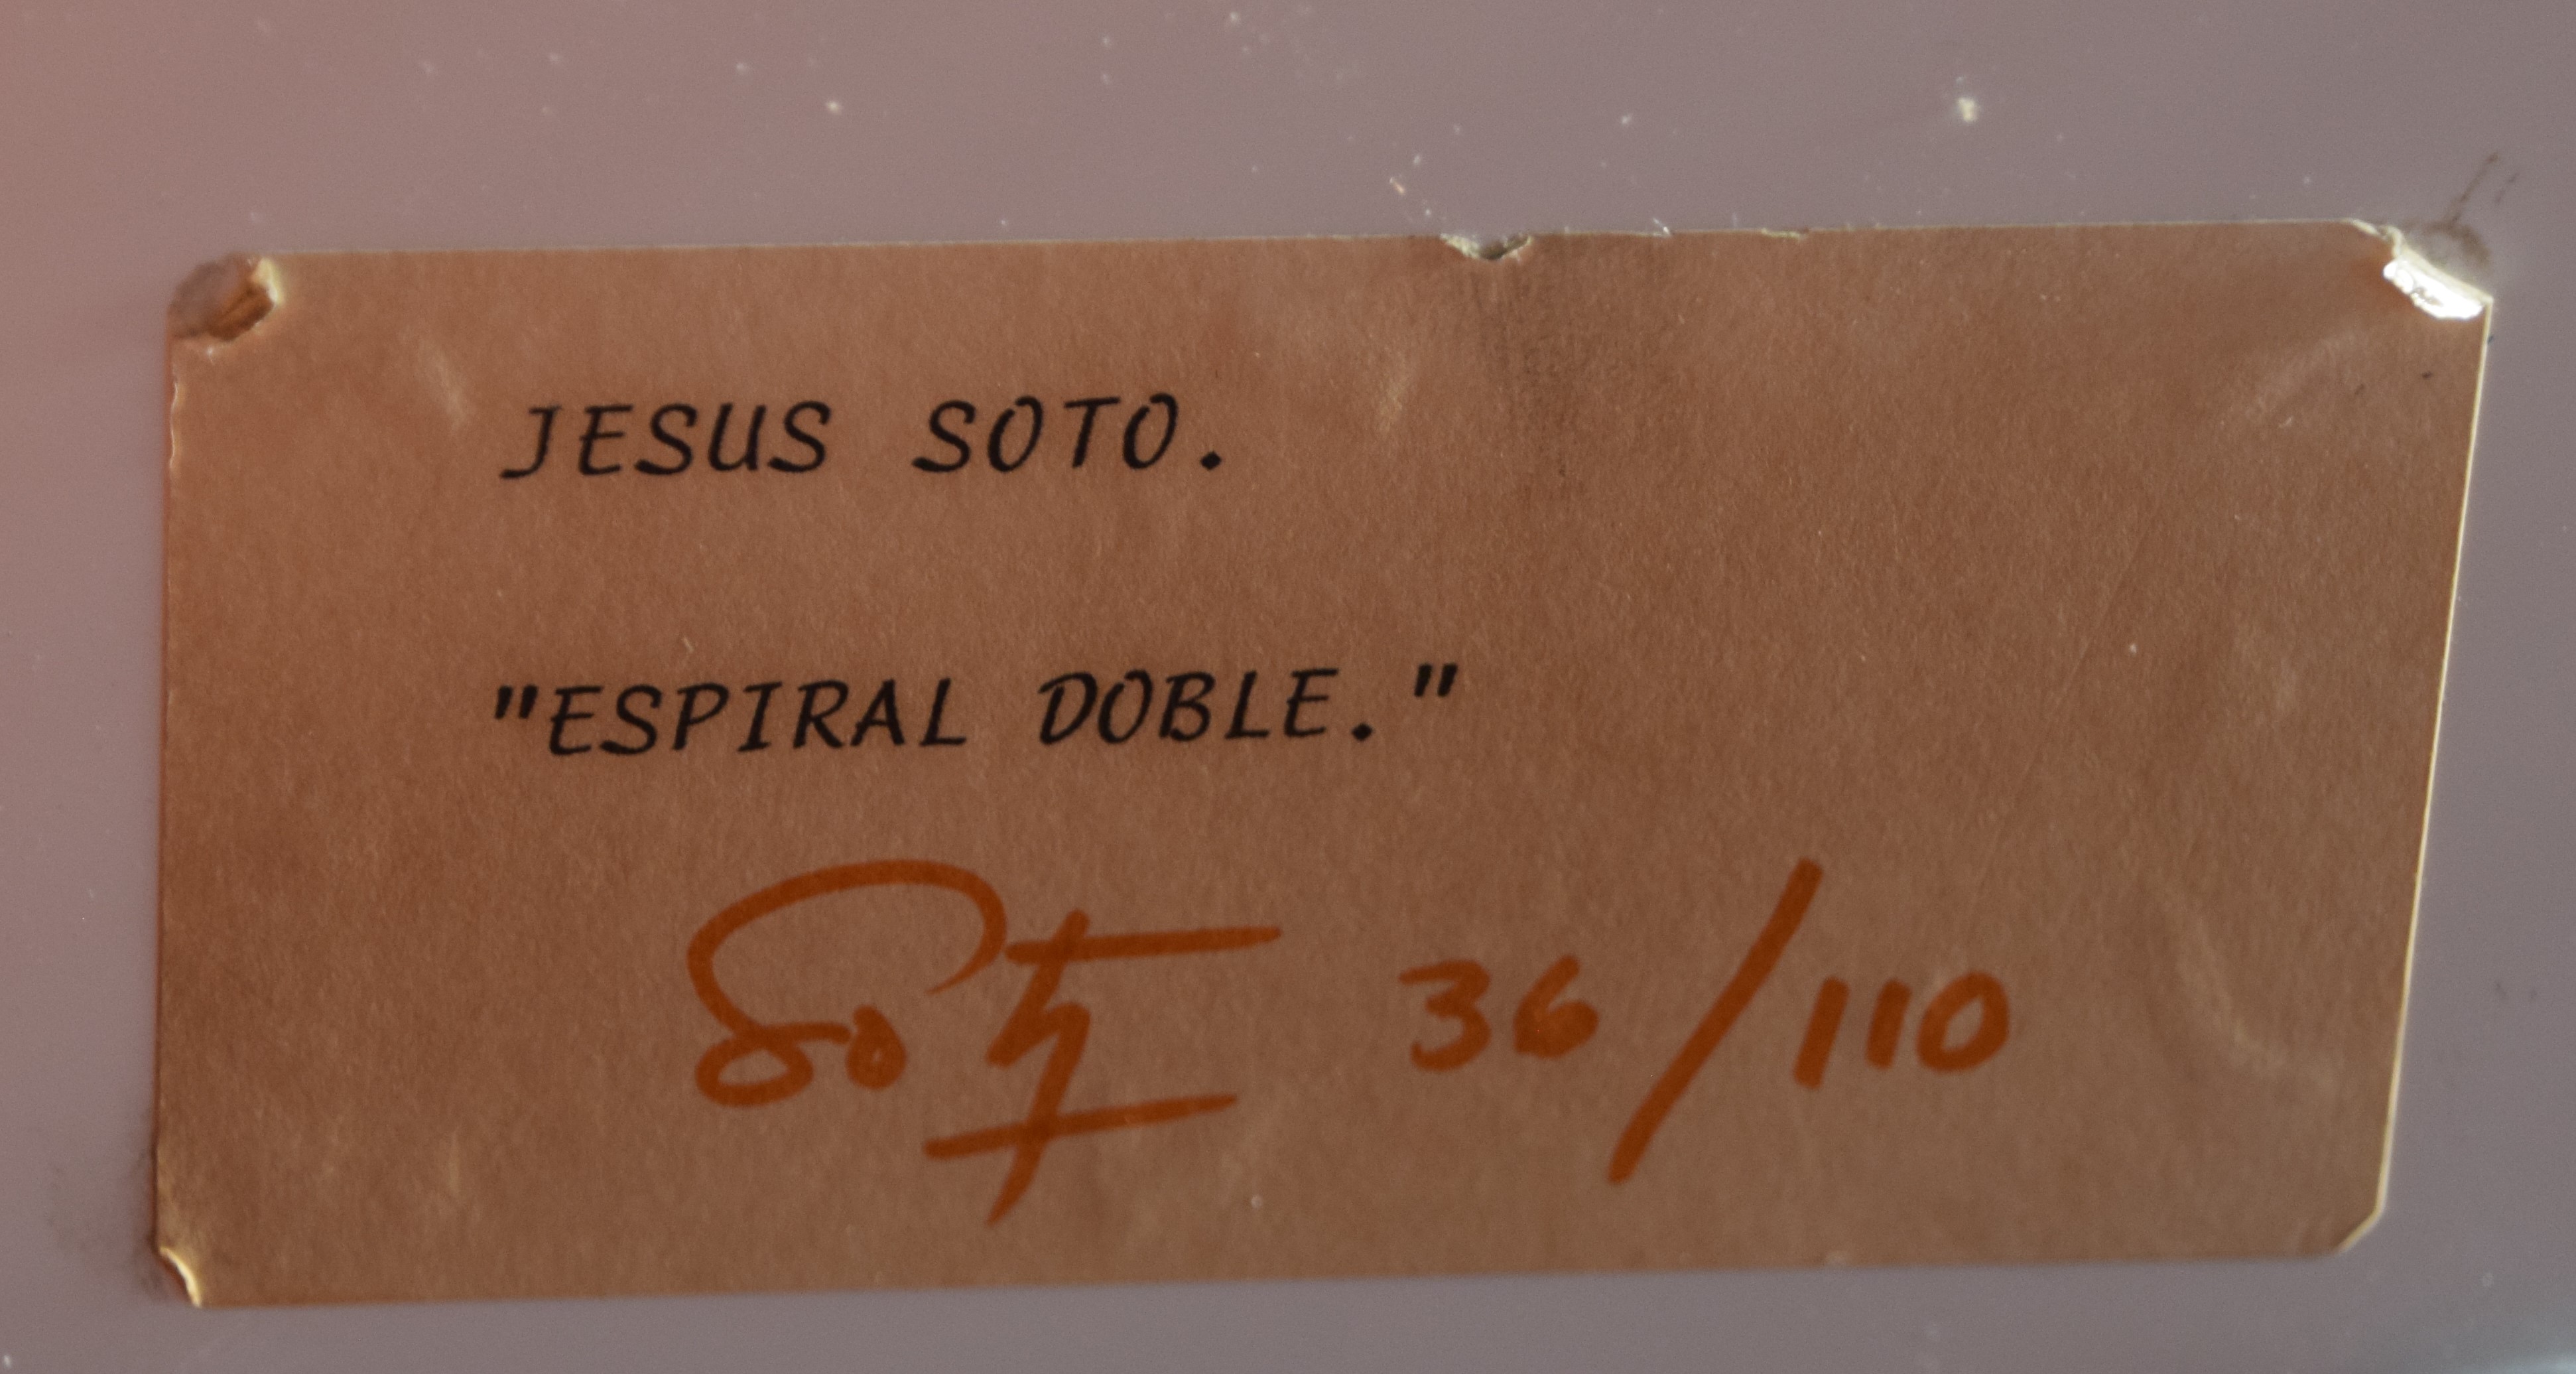 JESUS SOTO.
"ESPIRAL DOBLE."
Soto 36/110